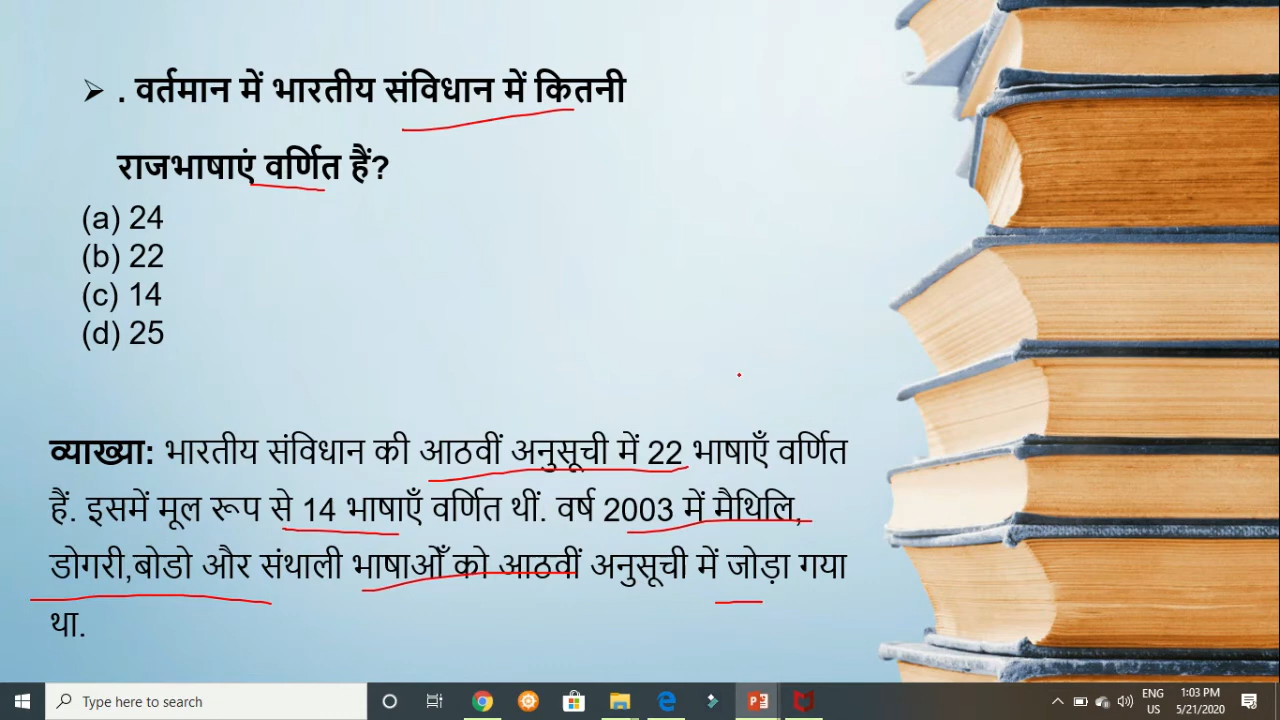 ➢ . वर्तमान में भारतीय संविधान में कितनी
राजभाषाएं वर्णित हैं?
(a) 24
(b) 22
(c) 14
(d) 25
व्याख्या: भारतीय संविधान की आठवीं अनुसूची में 22 भाषाएँ वर्णित
हैं. इसमें मूल रूप से 14 भाषाएँ वर्णित थीं. वर्ष 2003 में मैथिलि,
डोगरी,बोडो और संथाली भाषाओँ को आठवीं अनुसूची में जोड़ा गया
था.
Type here to search
ENG
US
1:03 PM
5/21/2020